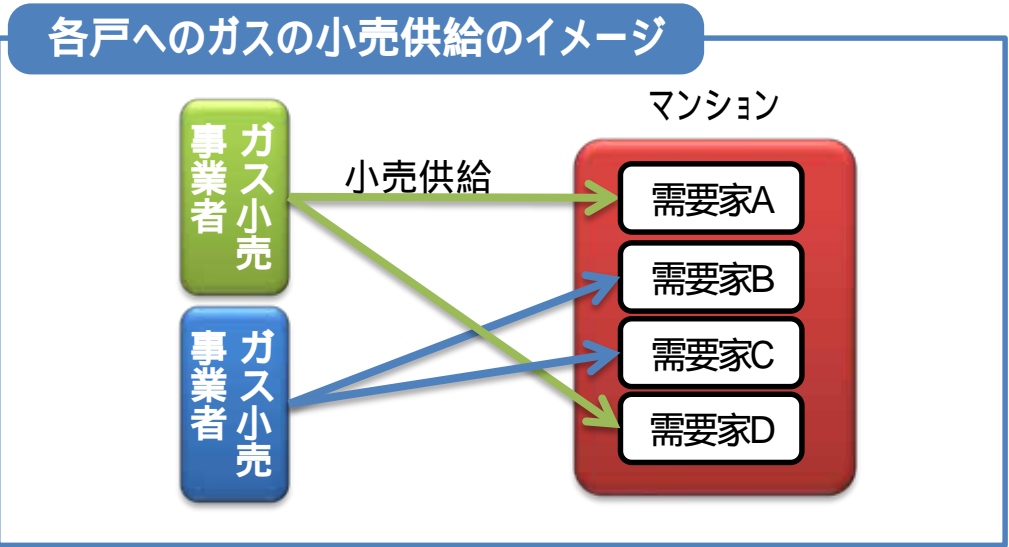 各戸へのガスの小売供給のイメージ
マンション
ガス小売
事業者
小売供給
需要家A
需要家B
需要家C
需要家D
ガス小売
事業者